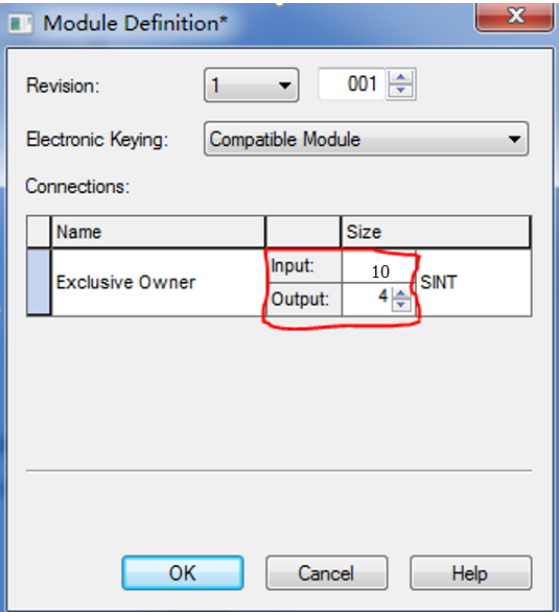 Module Definition*
x
Revision: 1 001
Electronic Keying: Compatible Module
Connections:
Name Size
Exclusive Owner Input: 10 SINT
Output: 4
OK Cancel Help